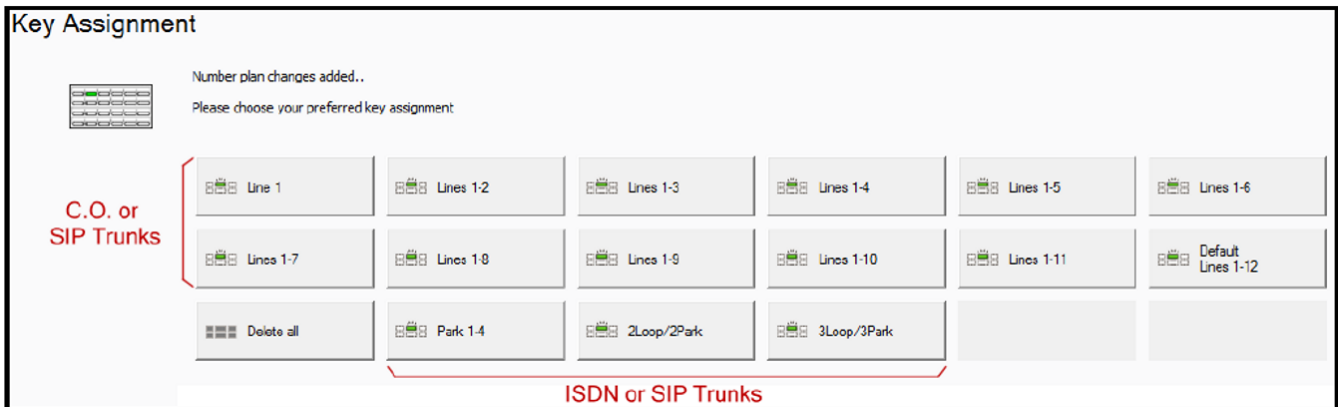 Key Assignment
Number plan changes added..
Please choose your preferred key assignment
C.O. or
SIP Trunks
Line 1
Lines 1-2
Lines 1-3
Lines 1-4
Lines 1-5
Lines 1-6
Lines 1-7
Lines 1-8
Lines 1-9
Lines 1-10
Lines 1-11
Default
Lines 1-12
Delete all
Park 1-4
2Loop/2Park
3Loop/3Park
ISDN or SIP Trunks